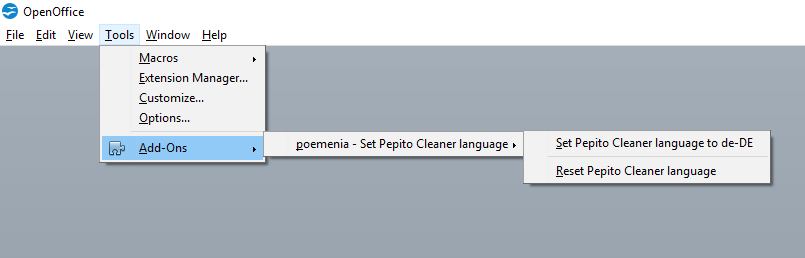 OpenOffice
File Edit View Tools Window Help
Macros
Extension Manager...
Customize...
Options...
Add-Ons
poemenia - Set Pepito Cleaner language
Set Pepito Cleaner language to de-DE
Reset Pepito Cleaner language